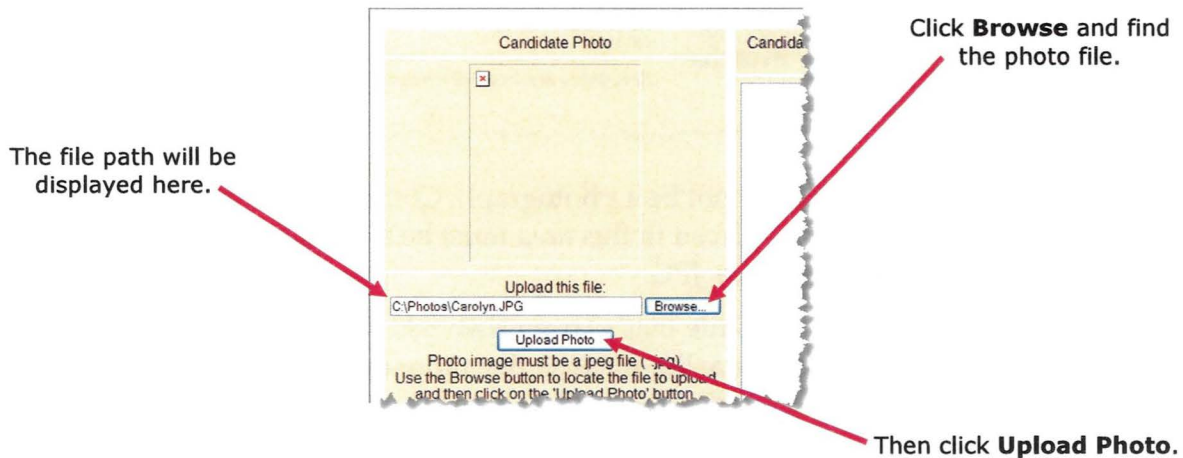 Click Browse and find
the photo file.
Candidate Photo
Candida
The file path will be
displayed here.
Upload this file:
C:\Photos\Carolyn.JPG
Browse...
Upload Photo
Photo image must be a jpeg file ( .jpg)
Use the Browse button to locate the file to upload
and then click on the 'Upload Photo' button
Then click Upload Photo.